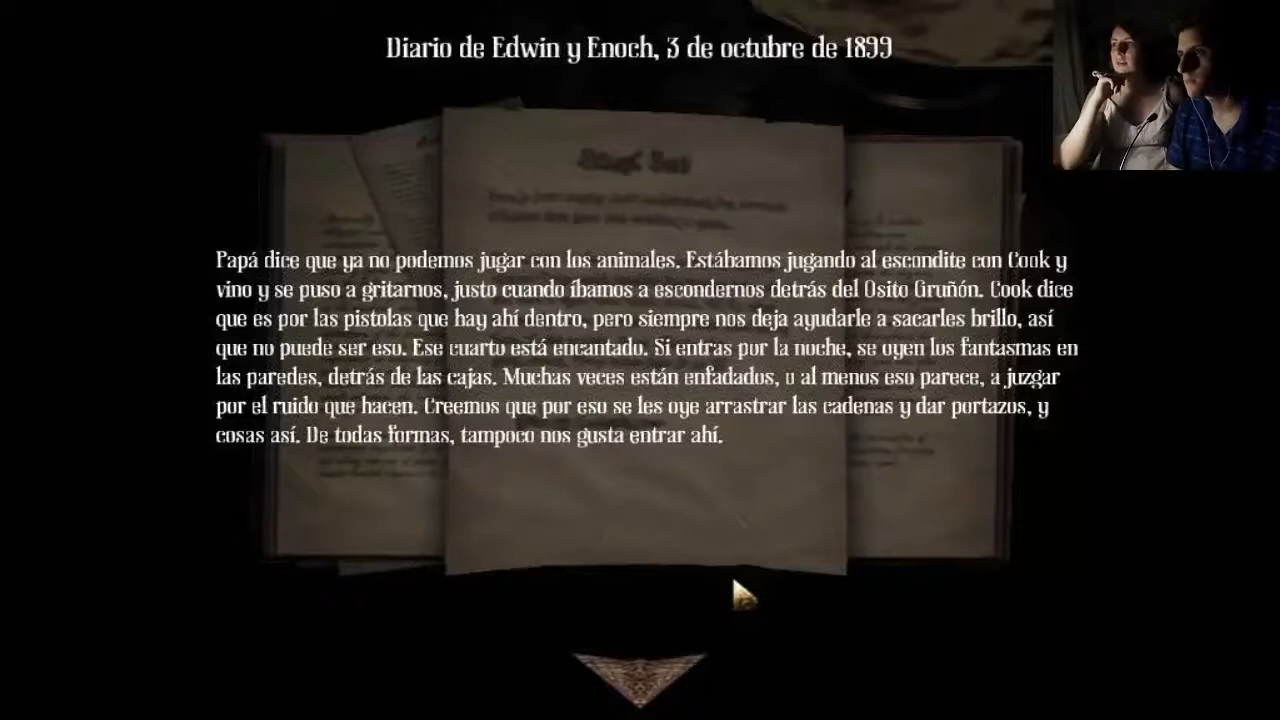 Diario de Edwin y Enoch, 3 de octubre de 1899
Papá dice que ya no podemos jugar con los animales. Estábamos jugando al escondite con Cook y
vino y se puso a gritarnos, justo cuando íbamos a escondernos detrás del Osito Gruñón. Cook dice
que es por las pistolas que hay ahí dentro, pero siempre nos deja ayudarle a sacarles brillo, así
que no puede ser eso. Ese cuarto está encantado. Si entras por la noche, se oyen los fantasmas en
las paredes, detrás de las cajas. Muchas veces están enfadados, o al menos eso parece, a juzgar
por el ruido que hacen. Creemos que por eso se les oye arrastrar las cadenas y dar portazos, y
cosas así. De todas formas, tampoco nos gusta entrar ahí.